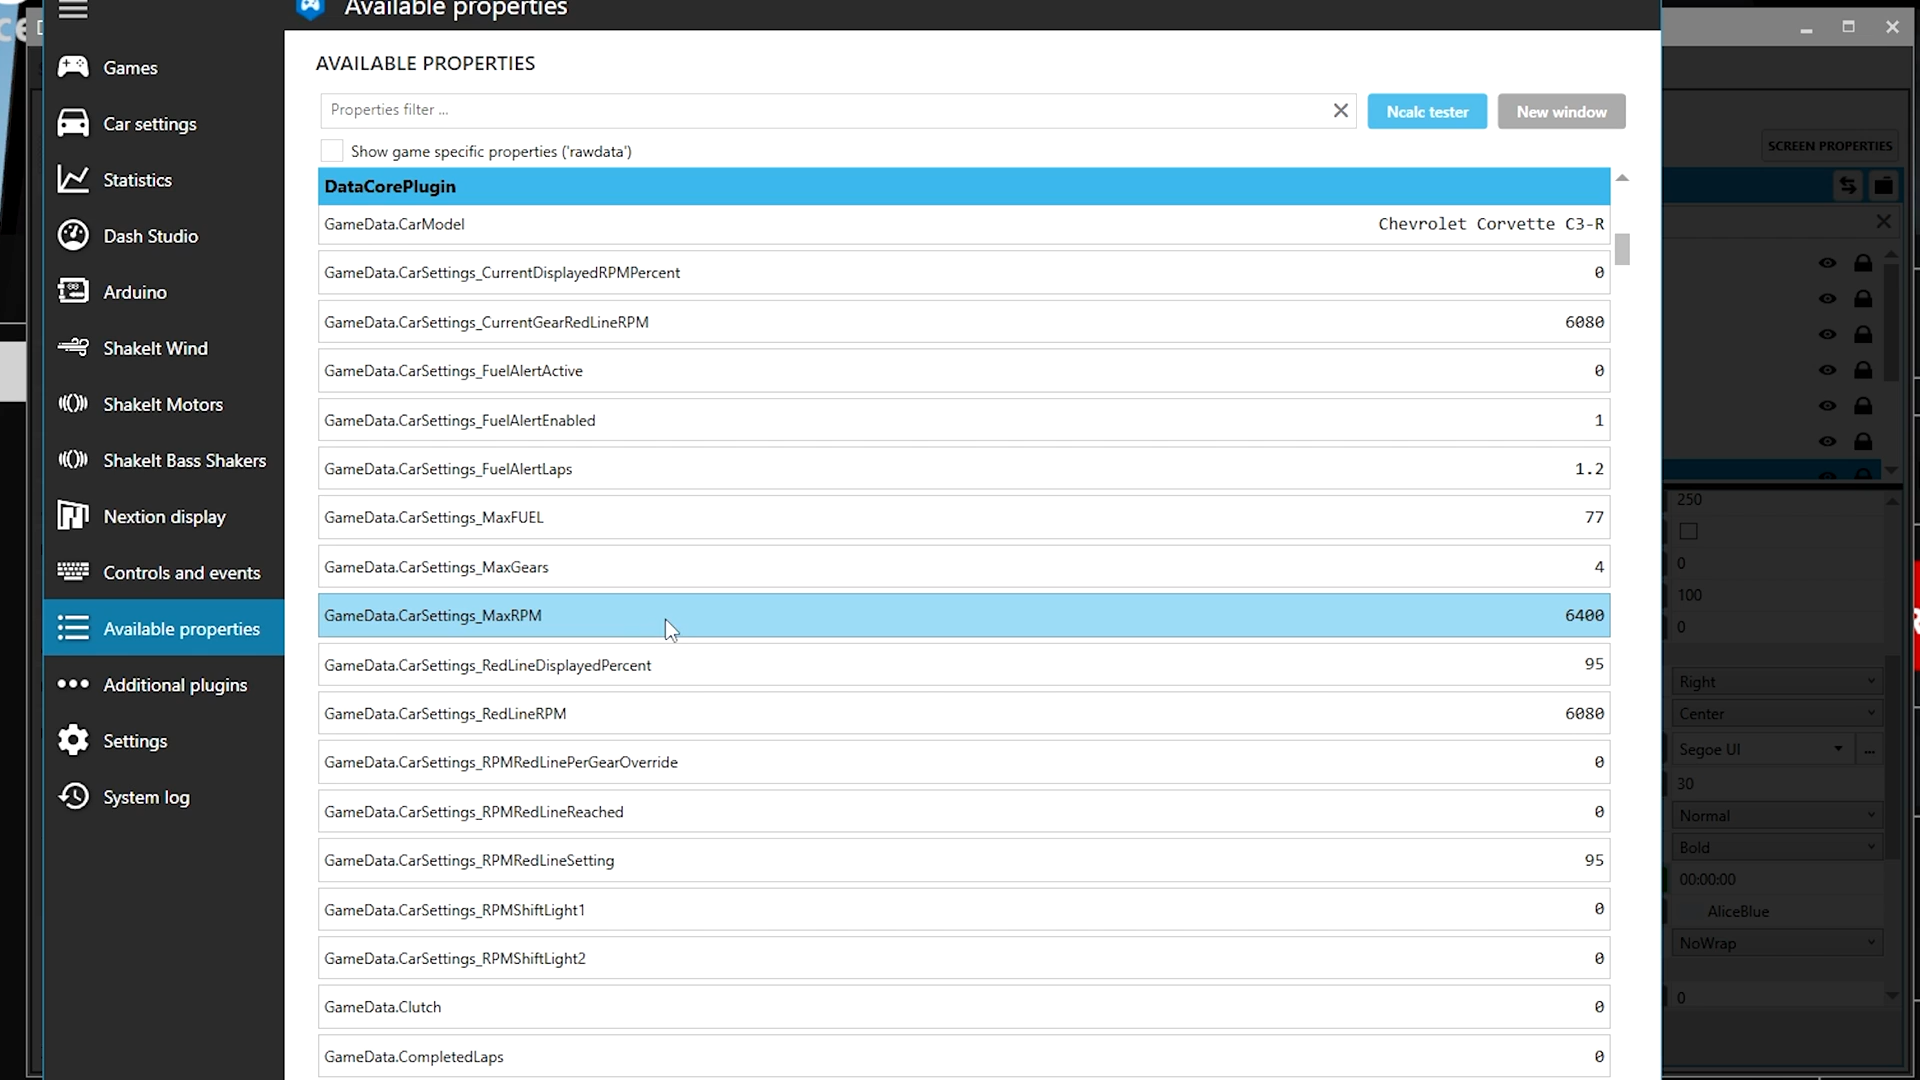 Available properties
Games
Car settings
Statistics
Dash Studio
Arduino
ShakeIt Wind
ShakeIt Motors
ShakeIt Bass Shakers
Nextion display
Controls and events
Available properties
Additional plugins
Settings
System log
AVAILABLE PROPERTIES
Properties filter ...
Ncalc tester
New window
Show game specific properties ('rawdata')
DataCorePlugin
GameData.CarModel Chevrolet Corvette C3-R
GameData.CarSettings_CurrentDisplayedRPMPercent 0
GameData.CarSettings_CurrentGearRedLineRPM 6080
GameData.CarSettings_FuelAlertActive 0
GameData.CarSettings_FuelAlertEnabled 1
GameData.CarSettings_FuelAlertLaps 1.2
GameData.CarSettings_MaxFUEL 77
GameData.CarSettings_MaxGears 4
GameData.CarSettings_MaxRPM 6400
GameData.CarSettings_RedLineDisplayedPercent 95
GameData.CarSettings_RedLineRPM 6080
GameData.CarSettings_RPMRedLinePerGearOverride 0
GameData.CarSettings_RPMRedLineReached 0
GameData.CarSettings_RPMRedLineSetting 95
GameData.CarSettings_RPMShiftLight1 0
GameData.CarSettings_RPMShiftLight2 0
GameData.Clutch 0
GameData.CompletedLaps 0
SCREEN PROPERTIES
250
0
100
0
Right
Center
Segoe UI
...
30
Normal
Bold
00:00:00
AliceBlue
NoWrap
0